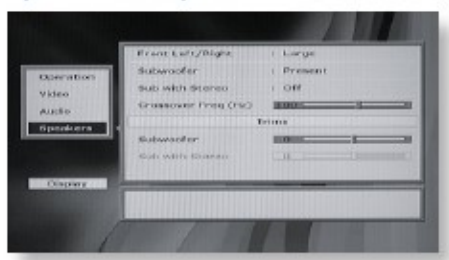 Operation
Video
Audio
Speakers
Display
Front Left/Right : Large
Subwoofer : Present
Sub with Stereo : Off
Crossover Freq (Hz)
Trims
Subwoofer
Sub with Stereo